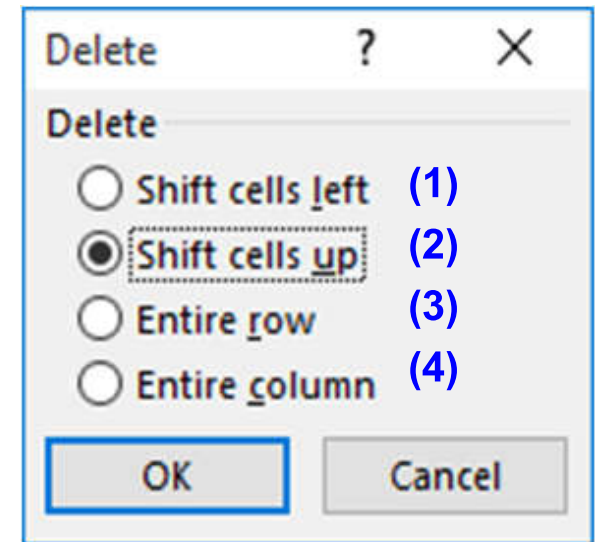 Delete ?
Delete
Shift cells left (1)
Shift cells up (2)
Entire row (3)
Entire column (4)
OK Cancel